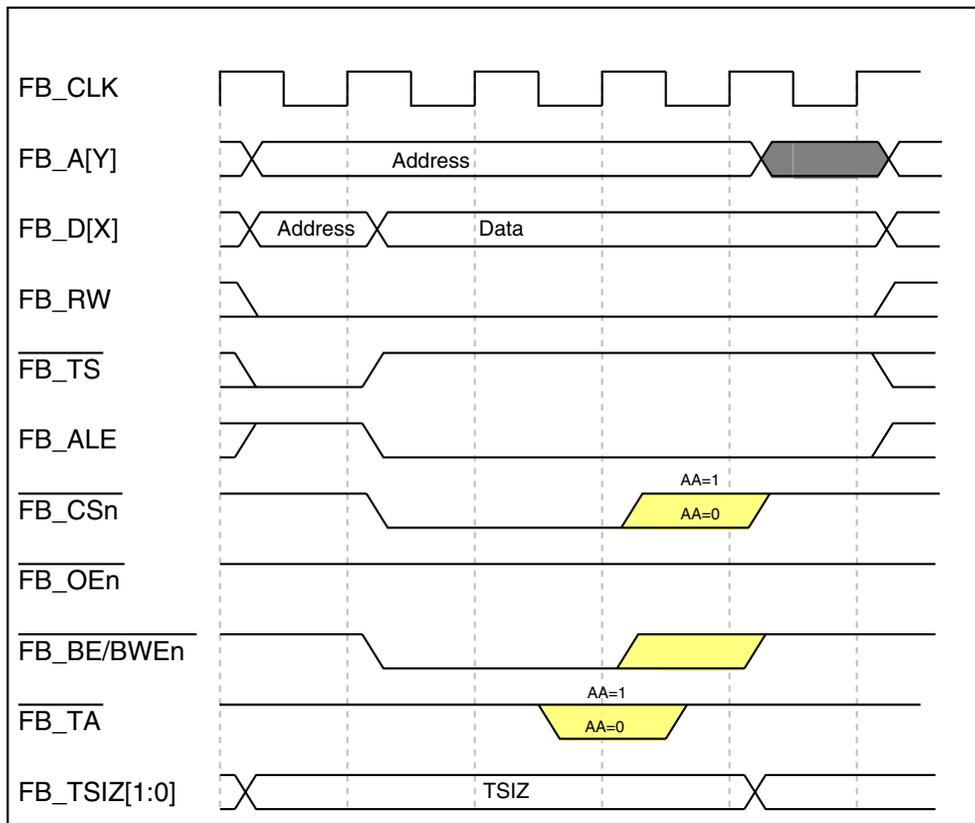 FB_CLK
FB_A[Y]
Address
FB_D[X]
Address
Data
FB_RW
FB_TS
FB_ALE
AA=1
FB_CSn
AA=0
FB_OEn
FB_BE/BWEn
AA=1
FB_TA
AA=0
FB_TSIZ[1:0]
TSIZ